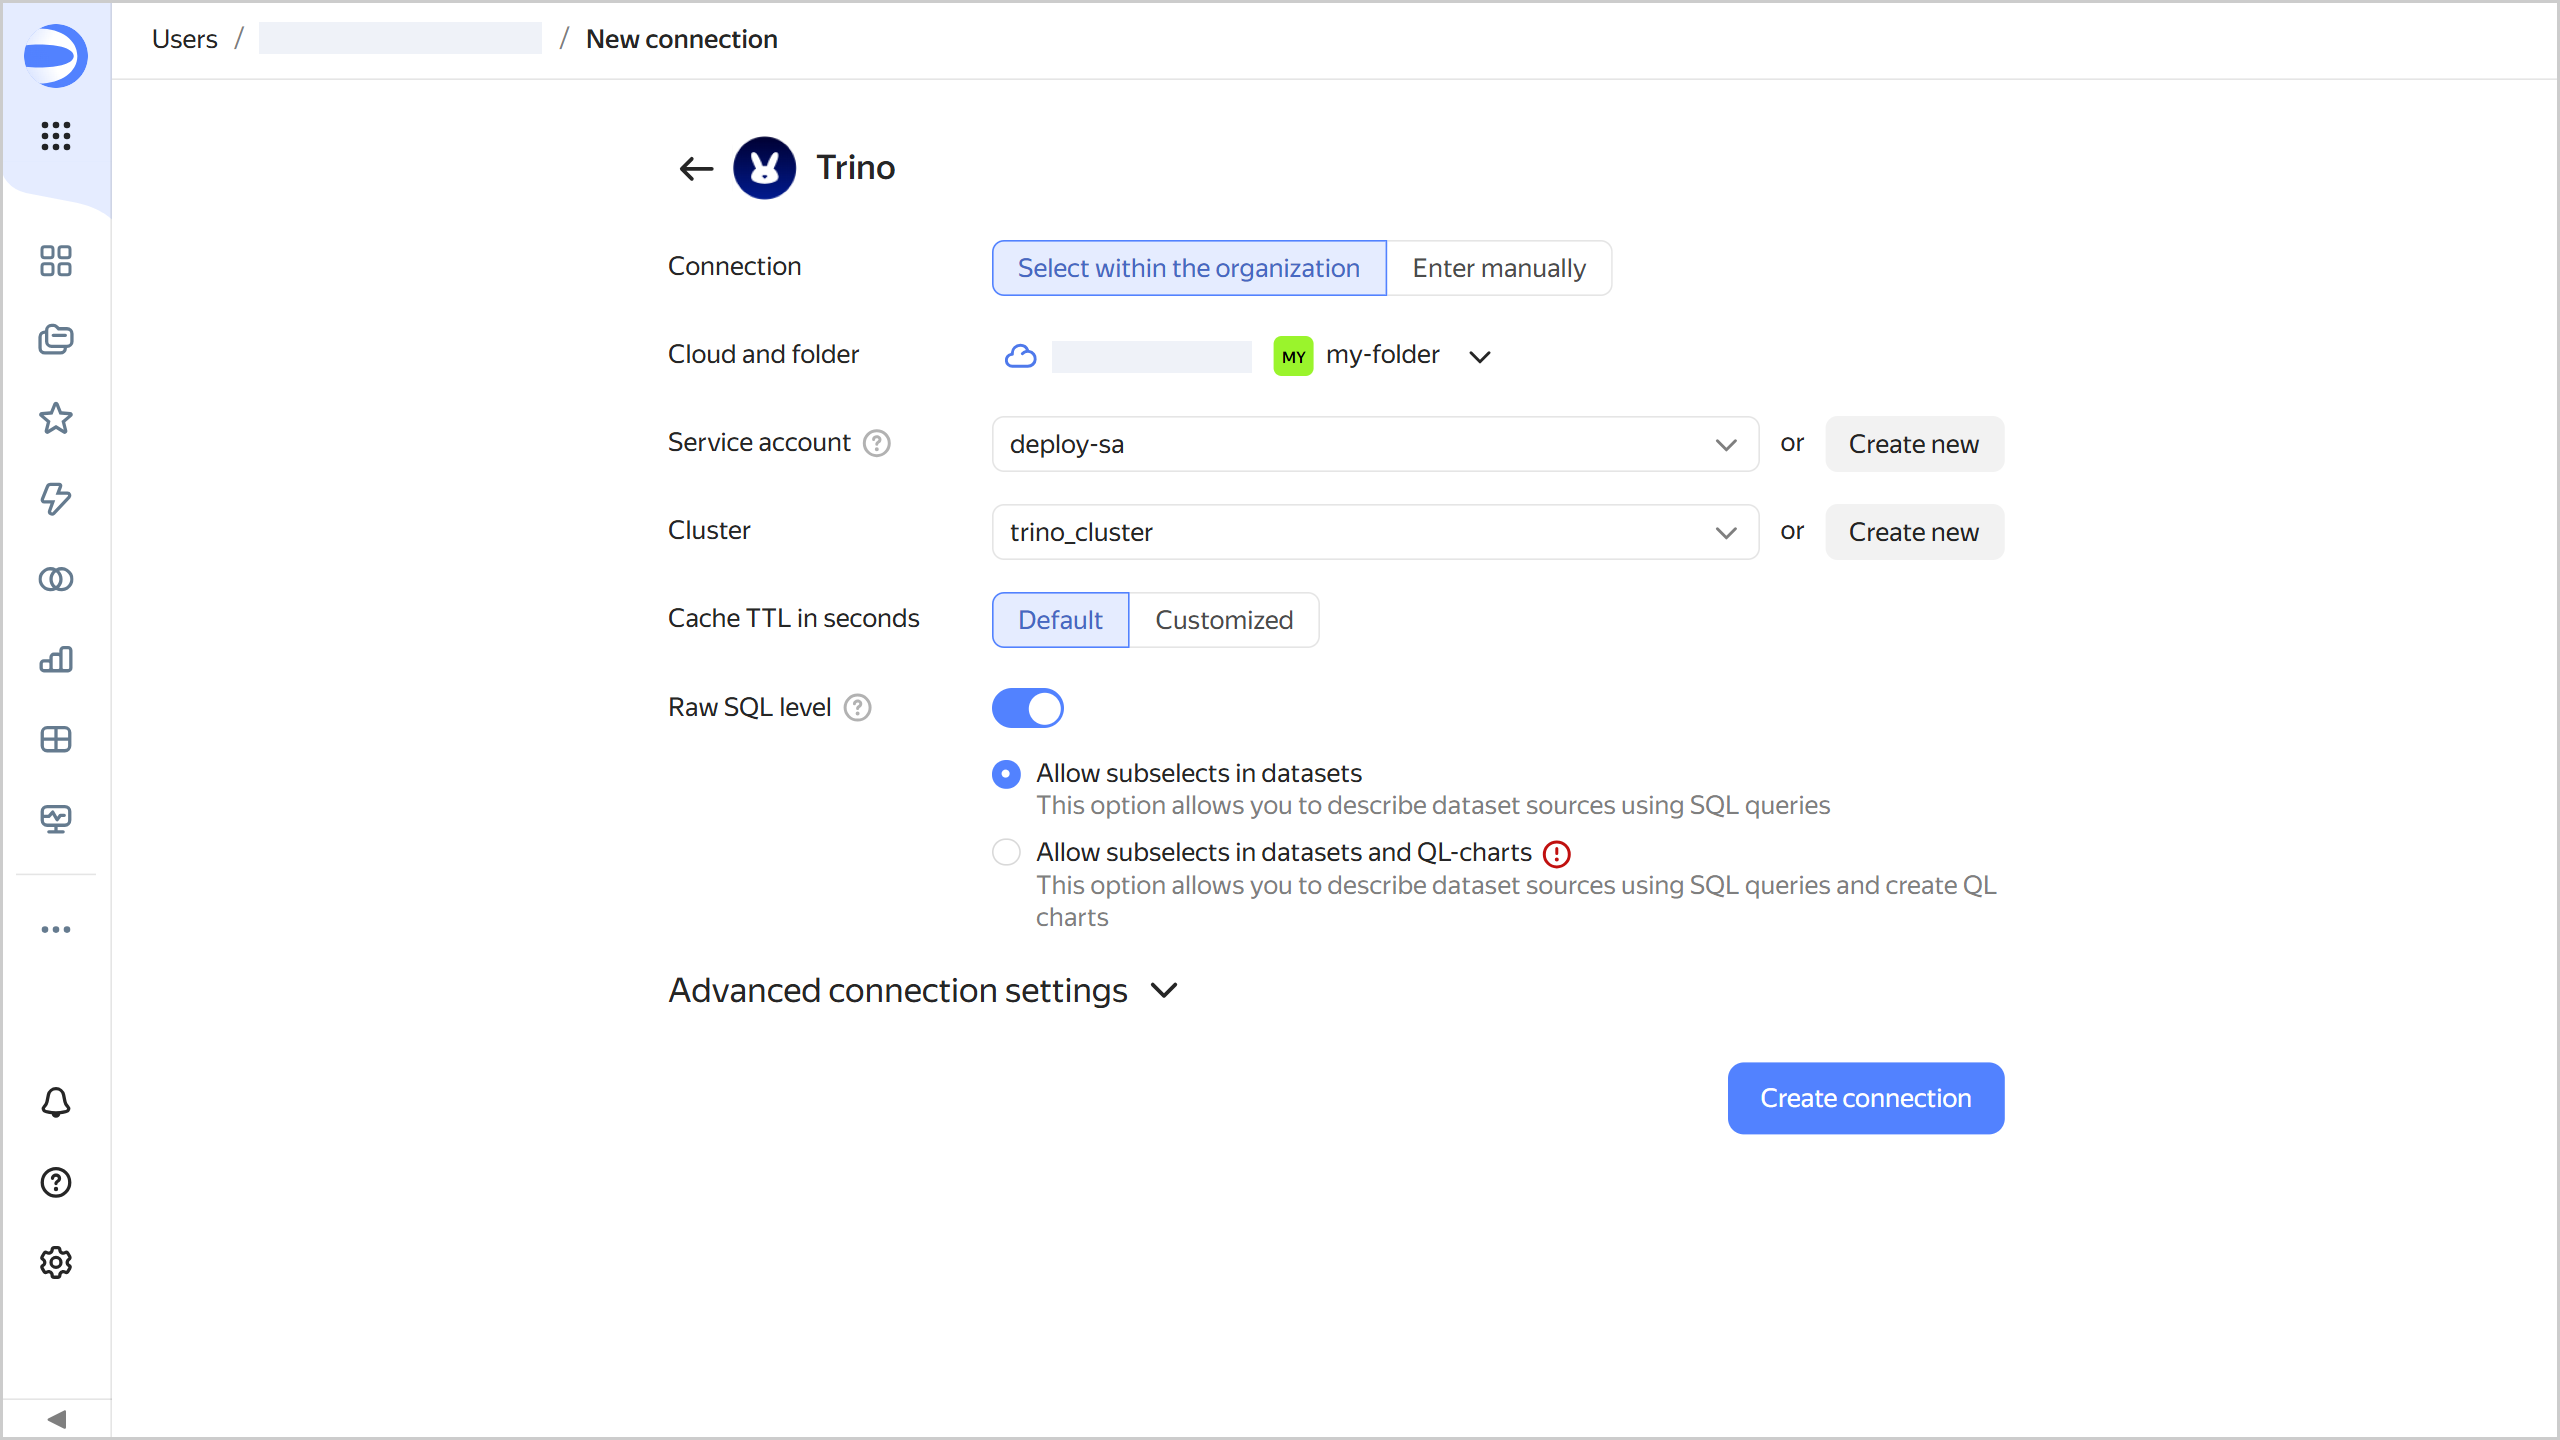 Users / / New connection
Trino
Connection Select within the organization Enter manually
Cloud and folder MY my-folder
Service account ? deploy-sa or Create new
Cluster trino_cluster or Create new
Cache TTL in seconds Default Customized
Raw SQL level ?
Allow subselects in datasets
This option allows you to describe dataset sources using SQL queries
Allow subselects in datasets and QL-charts
This option allows you to describe dataset sources using SQL queries and create QL
charts
Advanced connection settings
Create connection